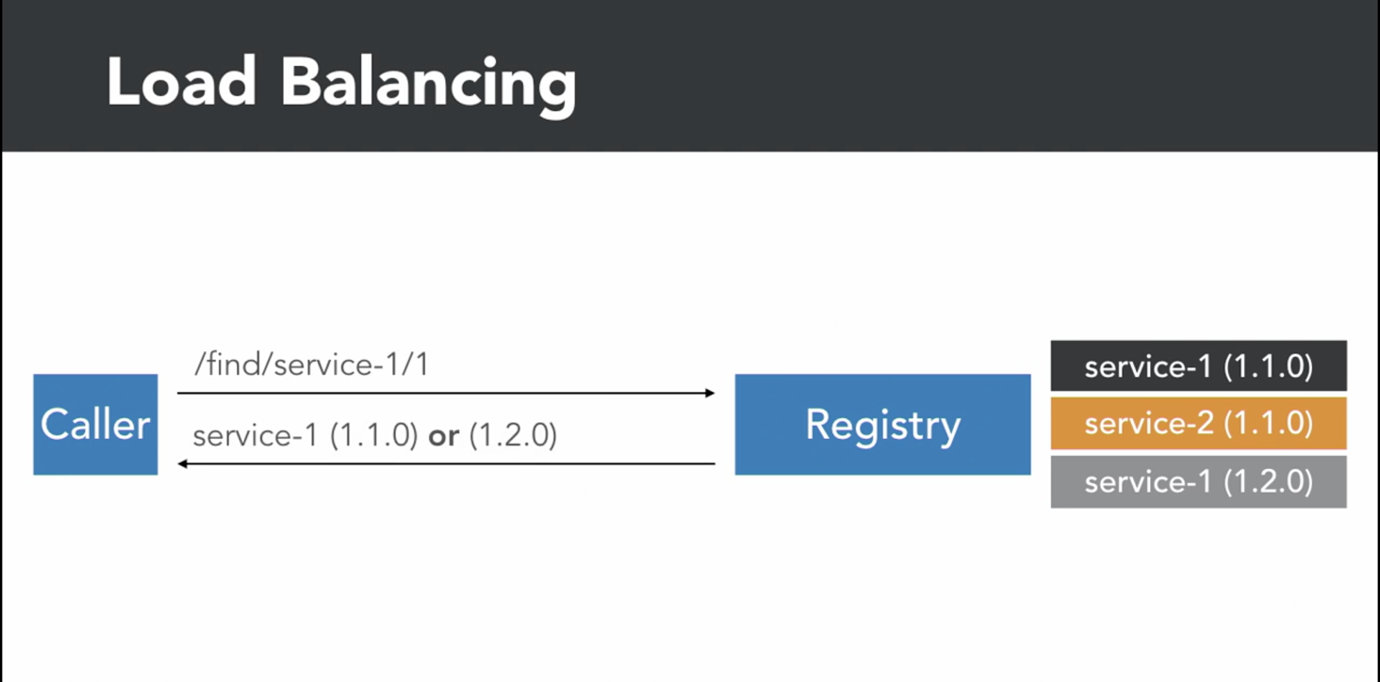 Load Balancing
/find/service-1/1
Caller
service-1 (1.1.0) or (1.2.0)
Registry
service-1 (1.1.0)
service-2 (1.1.0)
service-1 (1.2.0)